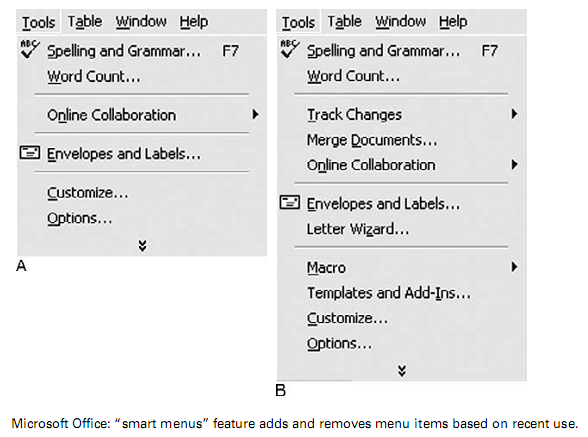 Tools Table Window Help
ABC Spelling and Grammar... F7
Word Count...
Online Collaboration
Envelopes and Labels...
Customize...
Options...
A
Tools Table Window Help
ABC Spelling and Grammar... F7
Word Count...
Track Changes
Merge Documents...
Online Collaboration
Envelopes and Labels...
Letter Wizard...
Macro
Templates and Add-Ins...
Customize...
Options...
B
Microsoft Office: “smart menus” feature adds and removes menu items based on recent use.